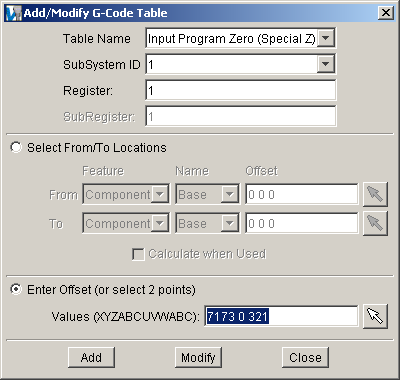 Add/Modify G-Code Table
Table Name Input Program Zero (Special Z)
SubSystem ID 1
Register: 1
SubRegister: 1
Select From/To Locations
Feature Name Offset
From Component Base 0 0 0
To Component Base 0 0 0
Calculate when Used
Enter Offset (or select 2 points)
Values (XYZABCUVWABC): 7173 0 321
Add Modify Close